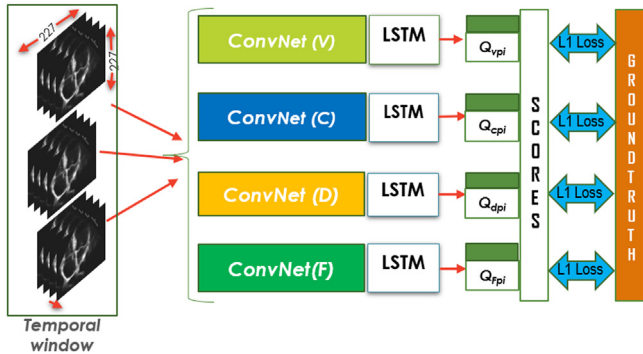 227
227
Temporal
window
ConvNet (V)
LSTM
Qvpi
L1 Loss
ConvNet (C)
LSTM
Qcpi
L1 Loss
ConvNet (D)
LSTM
Qdpi
L1 Loss
ConvNet(F)
LSTM
QFpi
L1 Loss
SCORES
GROUNDTRUTH